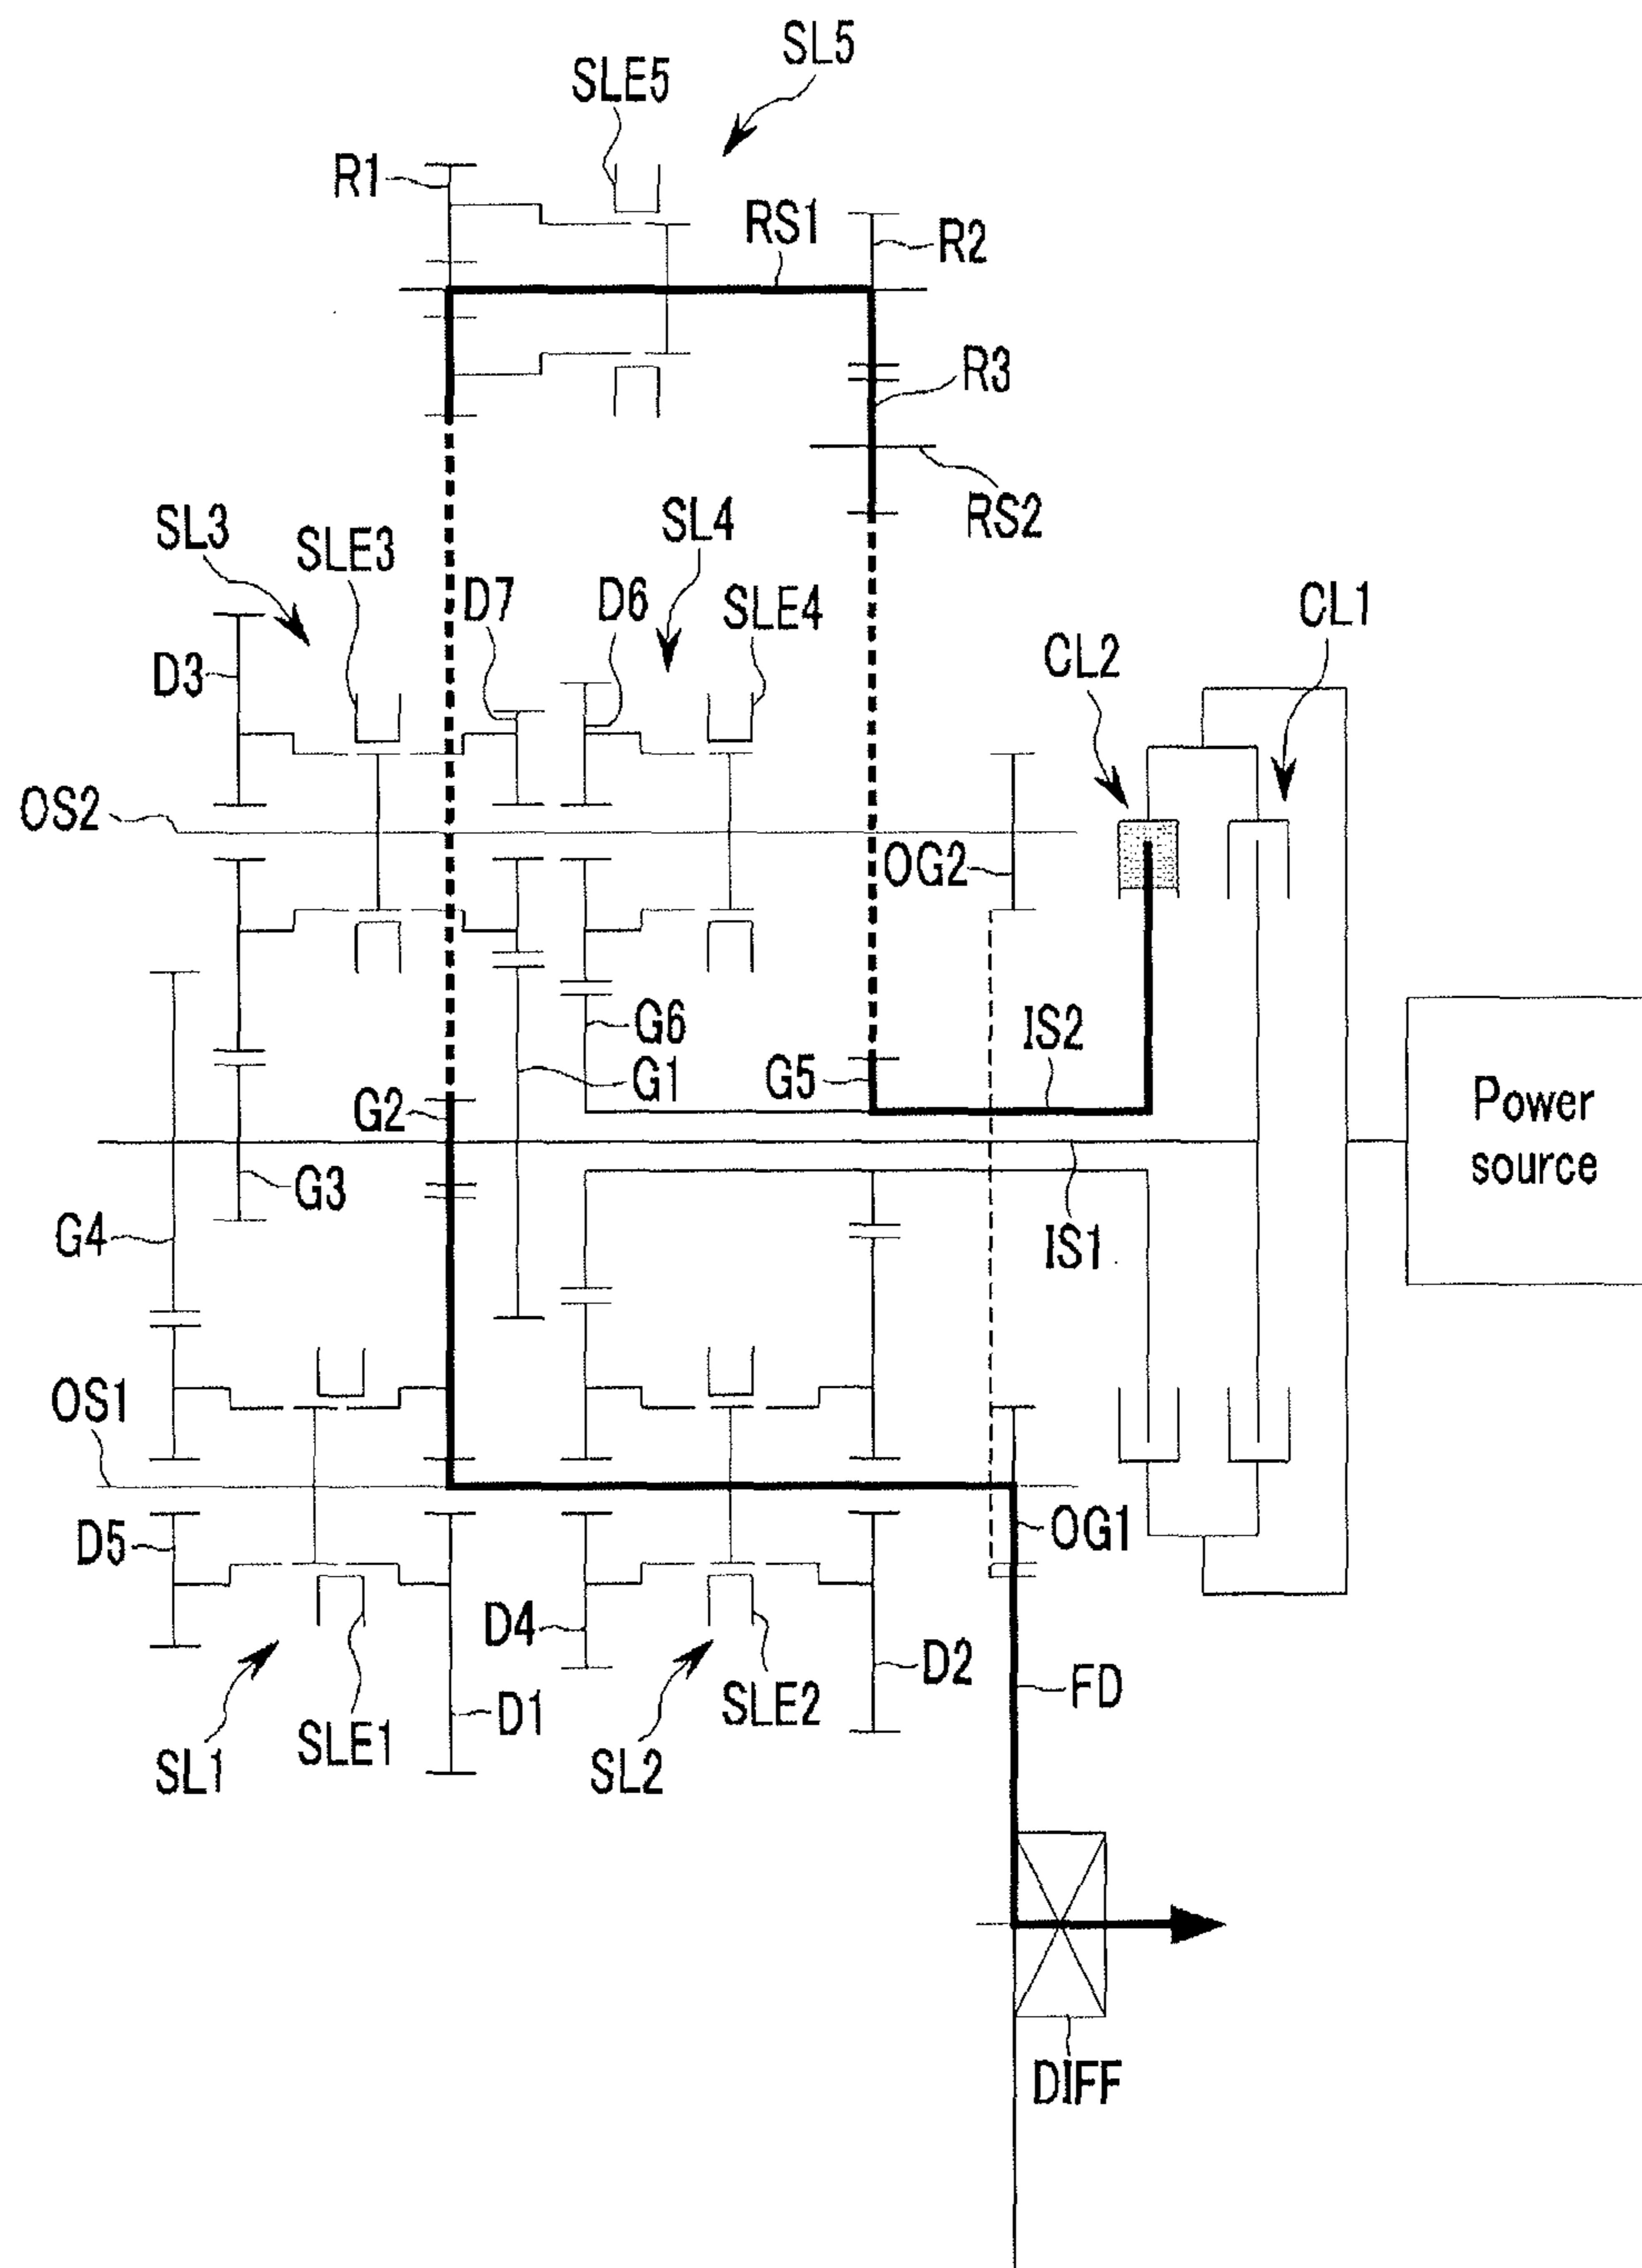 SL5
SLE5
R1
RS1
R2
R3
RS2
SL3
SLE3
SL4
D7
D6
SLE4
CL1
CL2
D3
OS2
OG2
G6
G1
G5
IS2
G2
Power
source
G3
G4
IS1
OS1
D5
OG1
D4
D2
FD
D1
SLE2
SLE1
SL1
SL2
DIFF